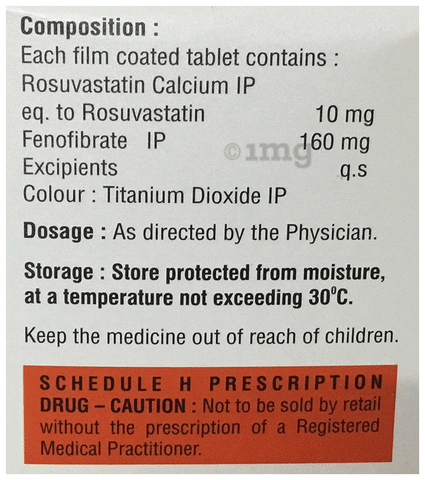 Composition :
Each film coated tablet contains :
Rosuvastatin Calcium IP
eq. to Rosuvastatin 10 mg
Fenofibrate IP 160 mg
©1mg
Excipients q.s
Colour : Titanium Dioxide IP
Dosage : As directed by the Physician.
Storage : Store protected from moisture,
at a temperature not exceeding 30⁰C.
Keep the medicine out of reach of children.
SCHEDULE H PRESCRIPTION
DRUG – CAUTION : Not to be sold by retail
without the prescription of a Registered
Medical Practitioner.